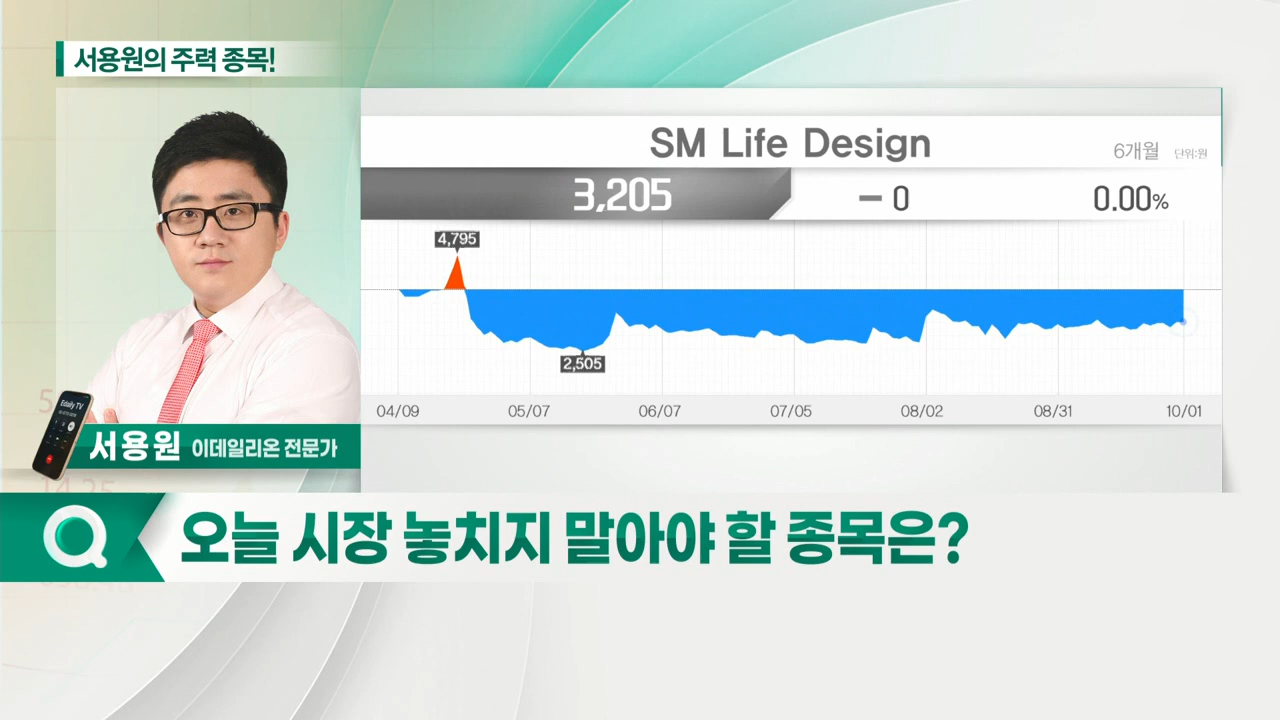 서용원의 주력 종목!
SM Life Design
6개월 단위:원
3,205 0 0.00%
4,795
2,505
04/09 05/07 06/07 07/05 08/02 08/31 10/01
Edaily TV
서용원 이데일리온 전문가
오늘 시장 놓치지 말아야 할 종목은?